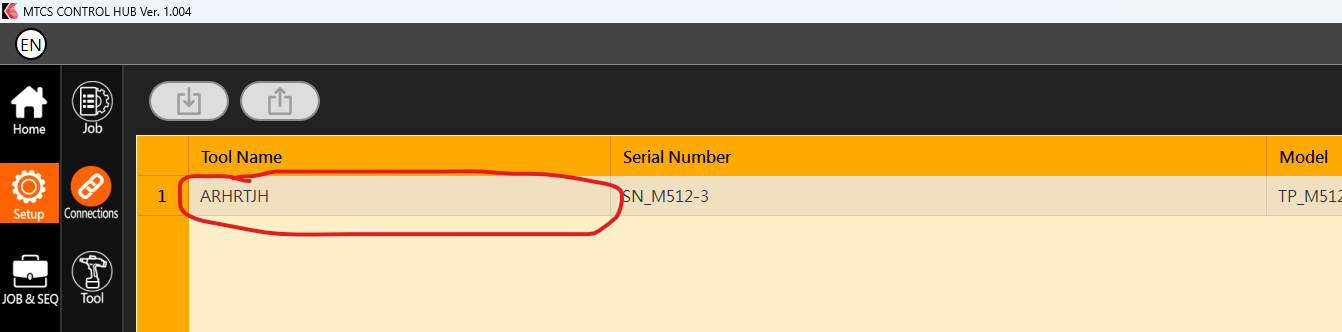 MTCS CONTROL HUB Ver. 1.004
EN
Home
Job
Tool Name Serial Number Model
1 ARHRTJH SN_M512-3 TP_M512
Setup
Connections
JOB & SEQ
Tool